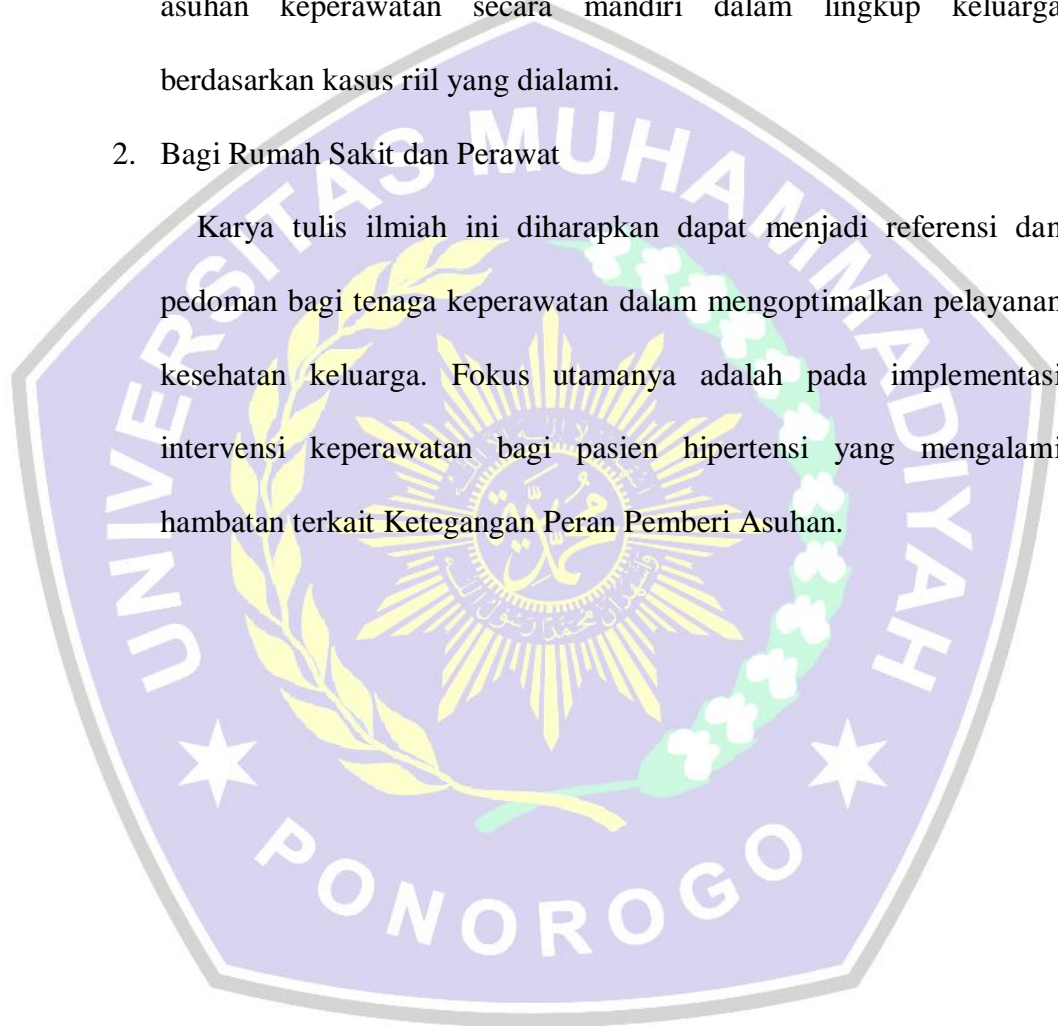 asuhan keperawatan secara mandiri dalam lingkup keluarga
berdasarkan kasus riil yang dialami.
2. Bagi Rumah Sakit dan Perawat
Karya tulis ilmiah ini diharapkan dapat menjadi referensi dan
pedoman bagi tenaga keperawatan dalam mengoptimalkan pelayanan
kesehatan keluarga. Fokus utamanya adalah pada implementasi
intervensi keperawatan bagi pasien hipertensi yang mengalami
hambatan terkait Ketegangan Peran Pemberi Asuhan.
UNIVERSITAS MUHAMMADIYAH
PONOROGO